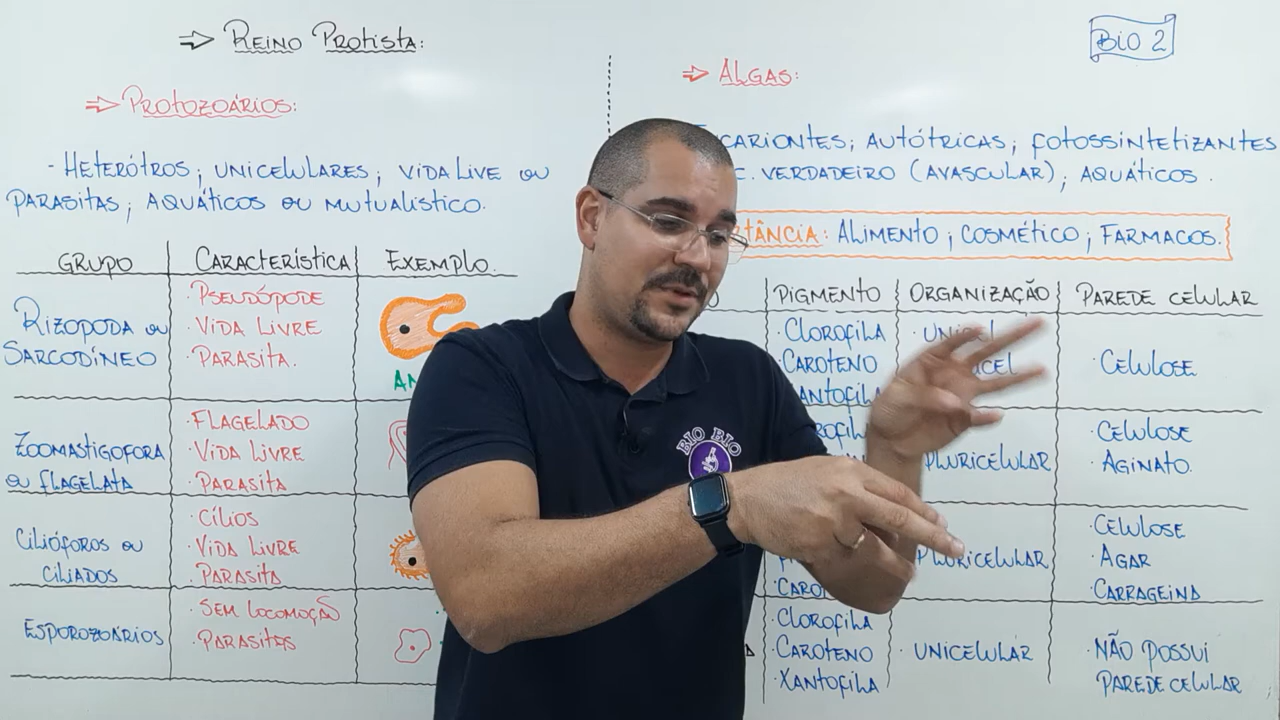 ⇒ Reino Protista:
BIO 2
⇒ Protozoários:
- Heterótros; unicelulares; vida live ou
parasitas; aquáticos ou mutualístico.
Grupo Característica Exemplo.
Rizopoda ou
Sarcodíneo
· Pseudópode
· Vida livre
· Parasita.
Zoomastigofora
ou flagelata
· Flagelado
· Vida livre
· Parasita
Cilióforos ou
ciliados
· Cílios
· Vida livre
· Parasita
Esporozoários
· Sem locomoção
· Parasitas
⇒ Algas:
; autótricas; fotossintetizantes
verdadeiro (avascular); aquáticos.
: Alimento; cosmético; farmacos.
Pigmento Organização Parede celular
· Clorofila
· Caroteno
· Celulose
Pluricelular
· Celulose
· Aginato.
Pluricelular
· Celulose
· Agar
· Carrageina
· Clorofila
· Caroteno
· Xantofila
· Unicelular
· Não possui
parede celular
BIO BIO